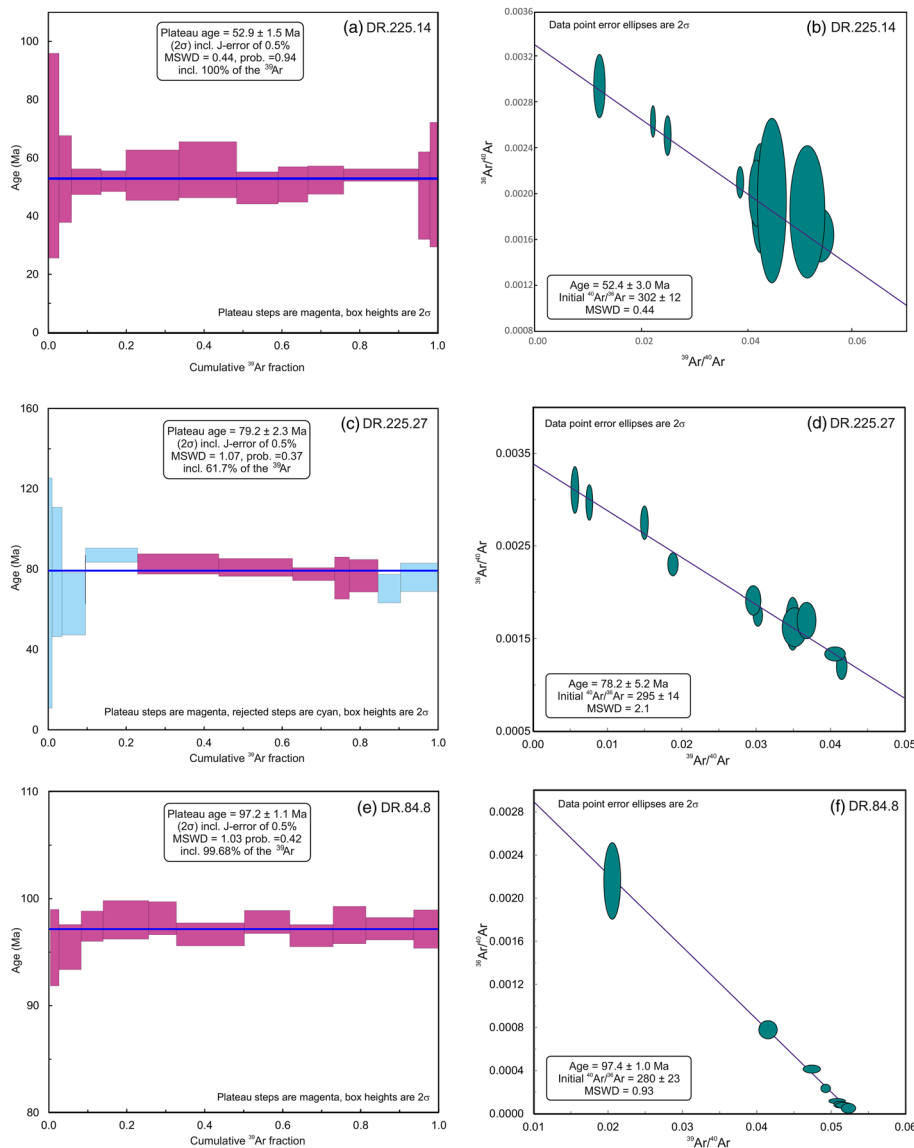 (a) DR.225.14
Plateau age = 52.9 ± 1.5 Ma
(2σ) incl. J-error of 0.5%
MSWD = 0.44, prob. =0.94
incl. 100% of the ³⁹Ar
100
80
60
40
20
0
Age (Ma)
Plateau steps are magenta, box heights are 2σ
0.0 0.2 0.4 0.6 0.8 1.0
Cumulative ³⁹Ar fraction
(b) DR.225.14
Data point error ellipses are 2σ
0.0036
0.0032
0.0028
0.0024
0.0020
0.0016
0.0012
0.0008
³⁶Ar/⁴⁰Ar
Age = 52.4 ± 3.0 Ma
Initial ⁴⁰Ar/³⁶Ar = 302 ± 12
MSWD = 0.44
0.00 0.02 0.04 0.06
³⁹Ar/⁴⁰Ar
(c) DR.225.27
Plateau age = 79.2 ± 2.3 Ma
(2σ) incl. J-error of 0.5%
MSWD = 1.07, prob. =0.37
incl. 61.7% of the ³⁹Ar
160
120
80
40
0
Age (Ma)
Plateau steps are magenta, rejected steps are cyan, box heights are 2σ
0.0 0.2 0.4 0.6 0.8 1.0
Cumulative ³⁹Ar fraction
(d) DR.225.27
Data point error ellipses are 2σ
0.0035
0.0025
0.0015
0.0005
³⁶Ar/⁴⁰Ar
Age = 78.2 ± 5.2 Ma
Initial ⁴⁰Ar/³⁶Ar = 295 ± 14
MSWD = 2.1
0.00 0.01 0.02 0.03 0.04 0.05
³⁹Ar/⁴⁰Ar
(e) DR.84.8
Plateau age = 97.2 ± 1.1 Ma
(2σ) incl. J-error of 0.5%
MSWD = 1.03 prob. =0.42
incl. 99.68% of the ³⁹Ar
110
100
90
80
Age (Ma)
Plateau steps are magenta, box heights are 2σ
0.0 0.2 0.4 0.6 0.8 1.0
Cumulative ³⁹Ar fraction
(f) DR.84.8
Data point error ellipses are 2σ
0.0028
0.0024
0.0020
0.0016
0.0012
0.0008
0.0004
0.0000
³⁶Ar/⁴⁰Ar
Age = 97.4 ± 1.0 Ma
Initial ⁴⁰Ar/³⁶Ar = 280 ± 23
MSWD = 0.93
0.01 0.02 0.03 0.04 0.05 0.06
³⁹Ar/⁴⁰Ar